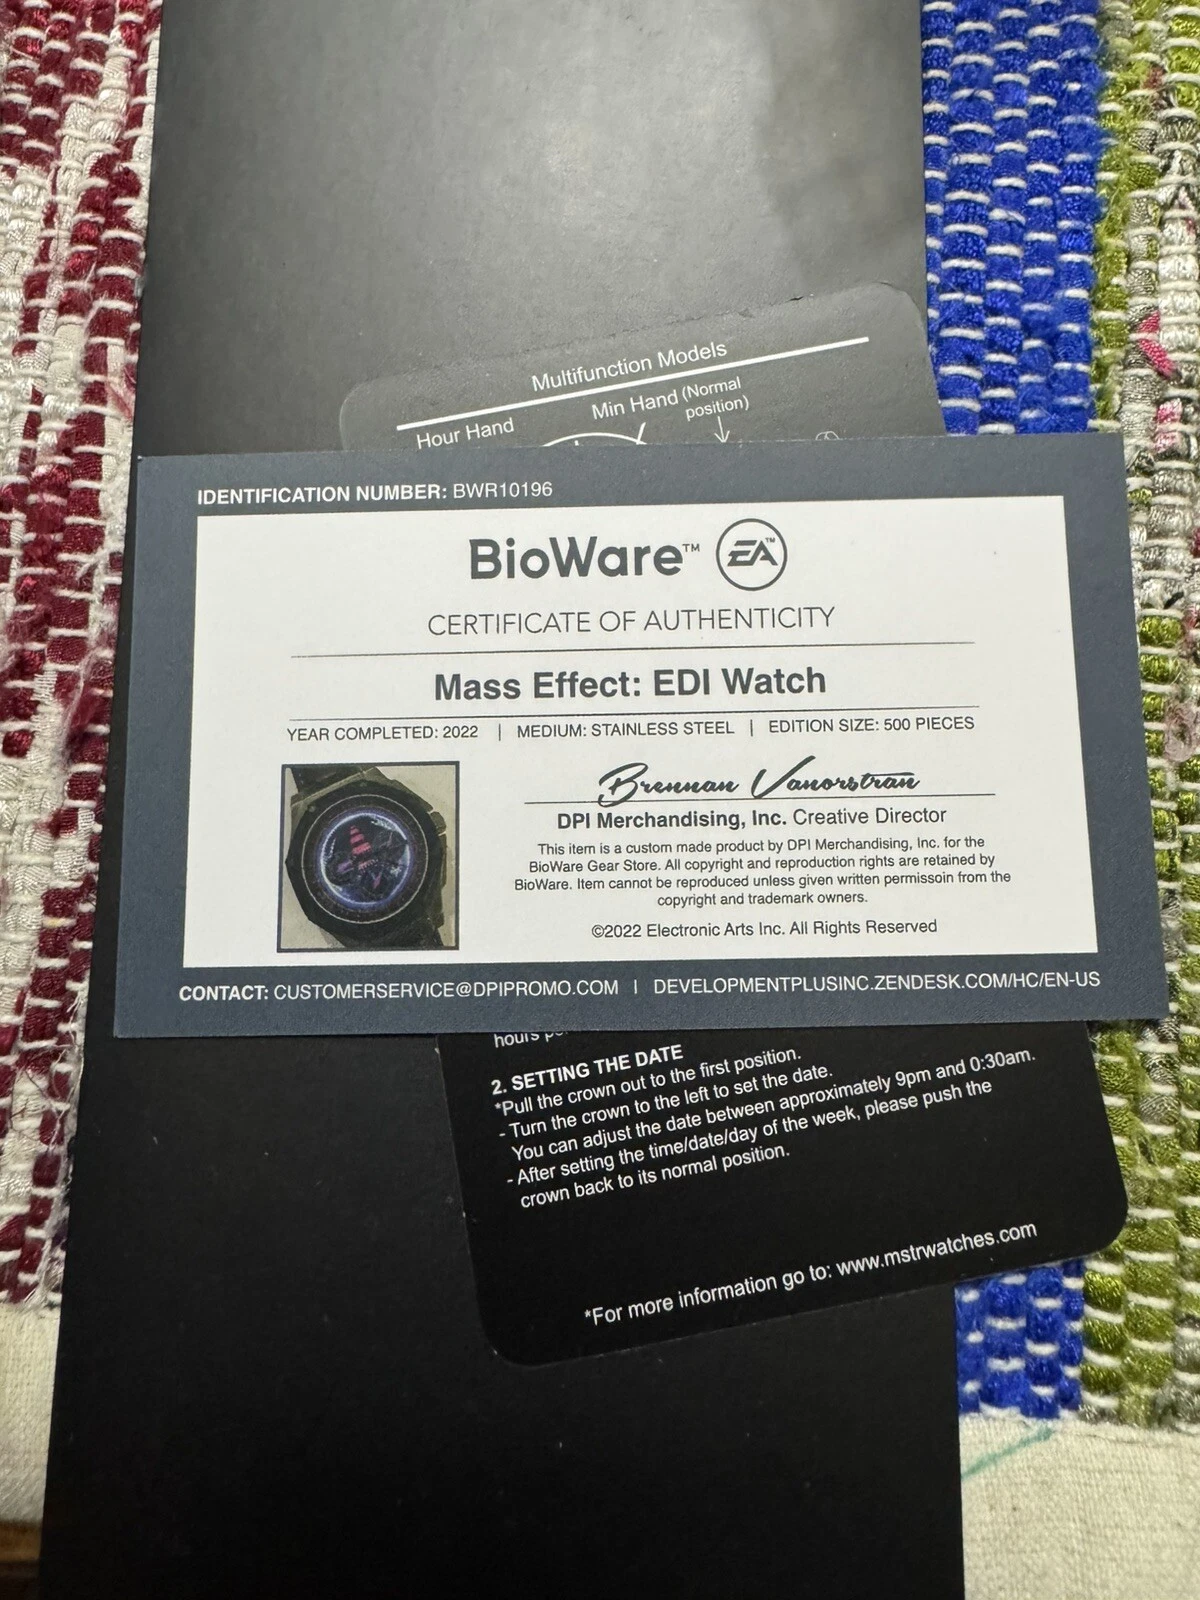 Multifunction Models
Hour Hand
Min Hand
(Normal
position)
IDENTIFICATION NUMBER: BWR10196
BioWare™ EA™
CERTIFICATE OF AUTHENTICITY
Mass Effect: EDI Watch
YEAR COMPLETED: 2022 | MEDIUM: STAINLESS STEEL | EDITION SIZE: 500 PIECES
Brennan Vanorstran
DPI Merchandising, Inc. Creative Director
This item is a custom made product by DPI Merchandising, Inc. for the
BioWare Gear Store. All copyright and reproduction rights are retained by
BioWare. Item cannot be reproduced unless given written permissoin from the
copyright and trademark owners.
©2022 Electronic Arts Inc. All Rights Reserved
CONTACT: CUSTOMERSERVICE@DPIPROMO.COM | DEVELOPMENTPLUSINC.ZENDESK.COM/HC/EN-US
hours
2. SETTING THE DATE
*Pull the crown out to the first position.
- Turn the crown to the left to set the date.
You can adjust the date between approximately 9pm and 0:30am.
- After setting the time/date/day of the week, please push the
crown back to its normal position.
*For more information go to: www.mstrwatches.com